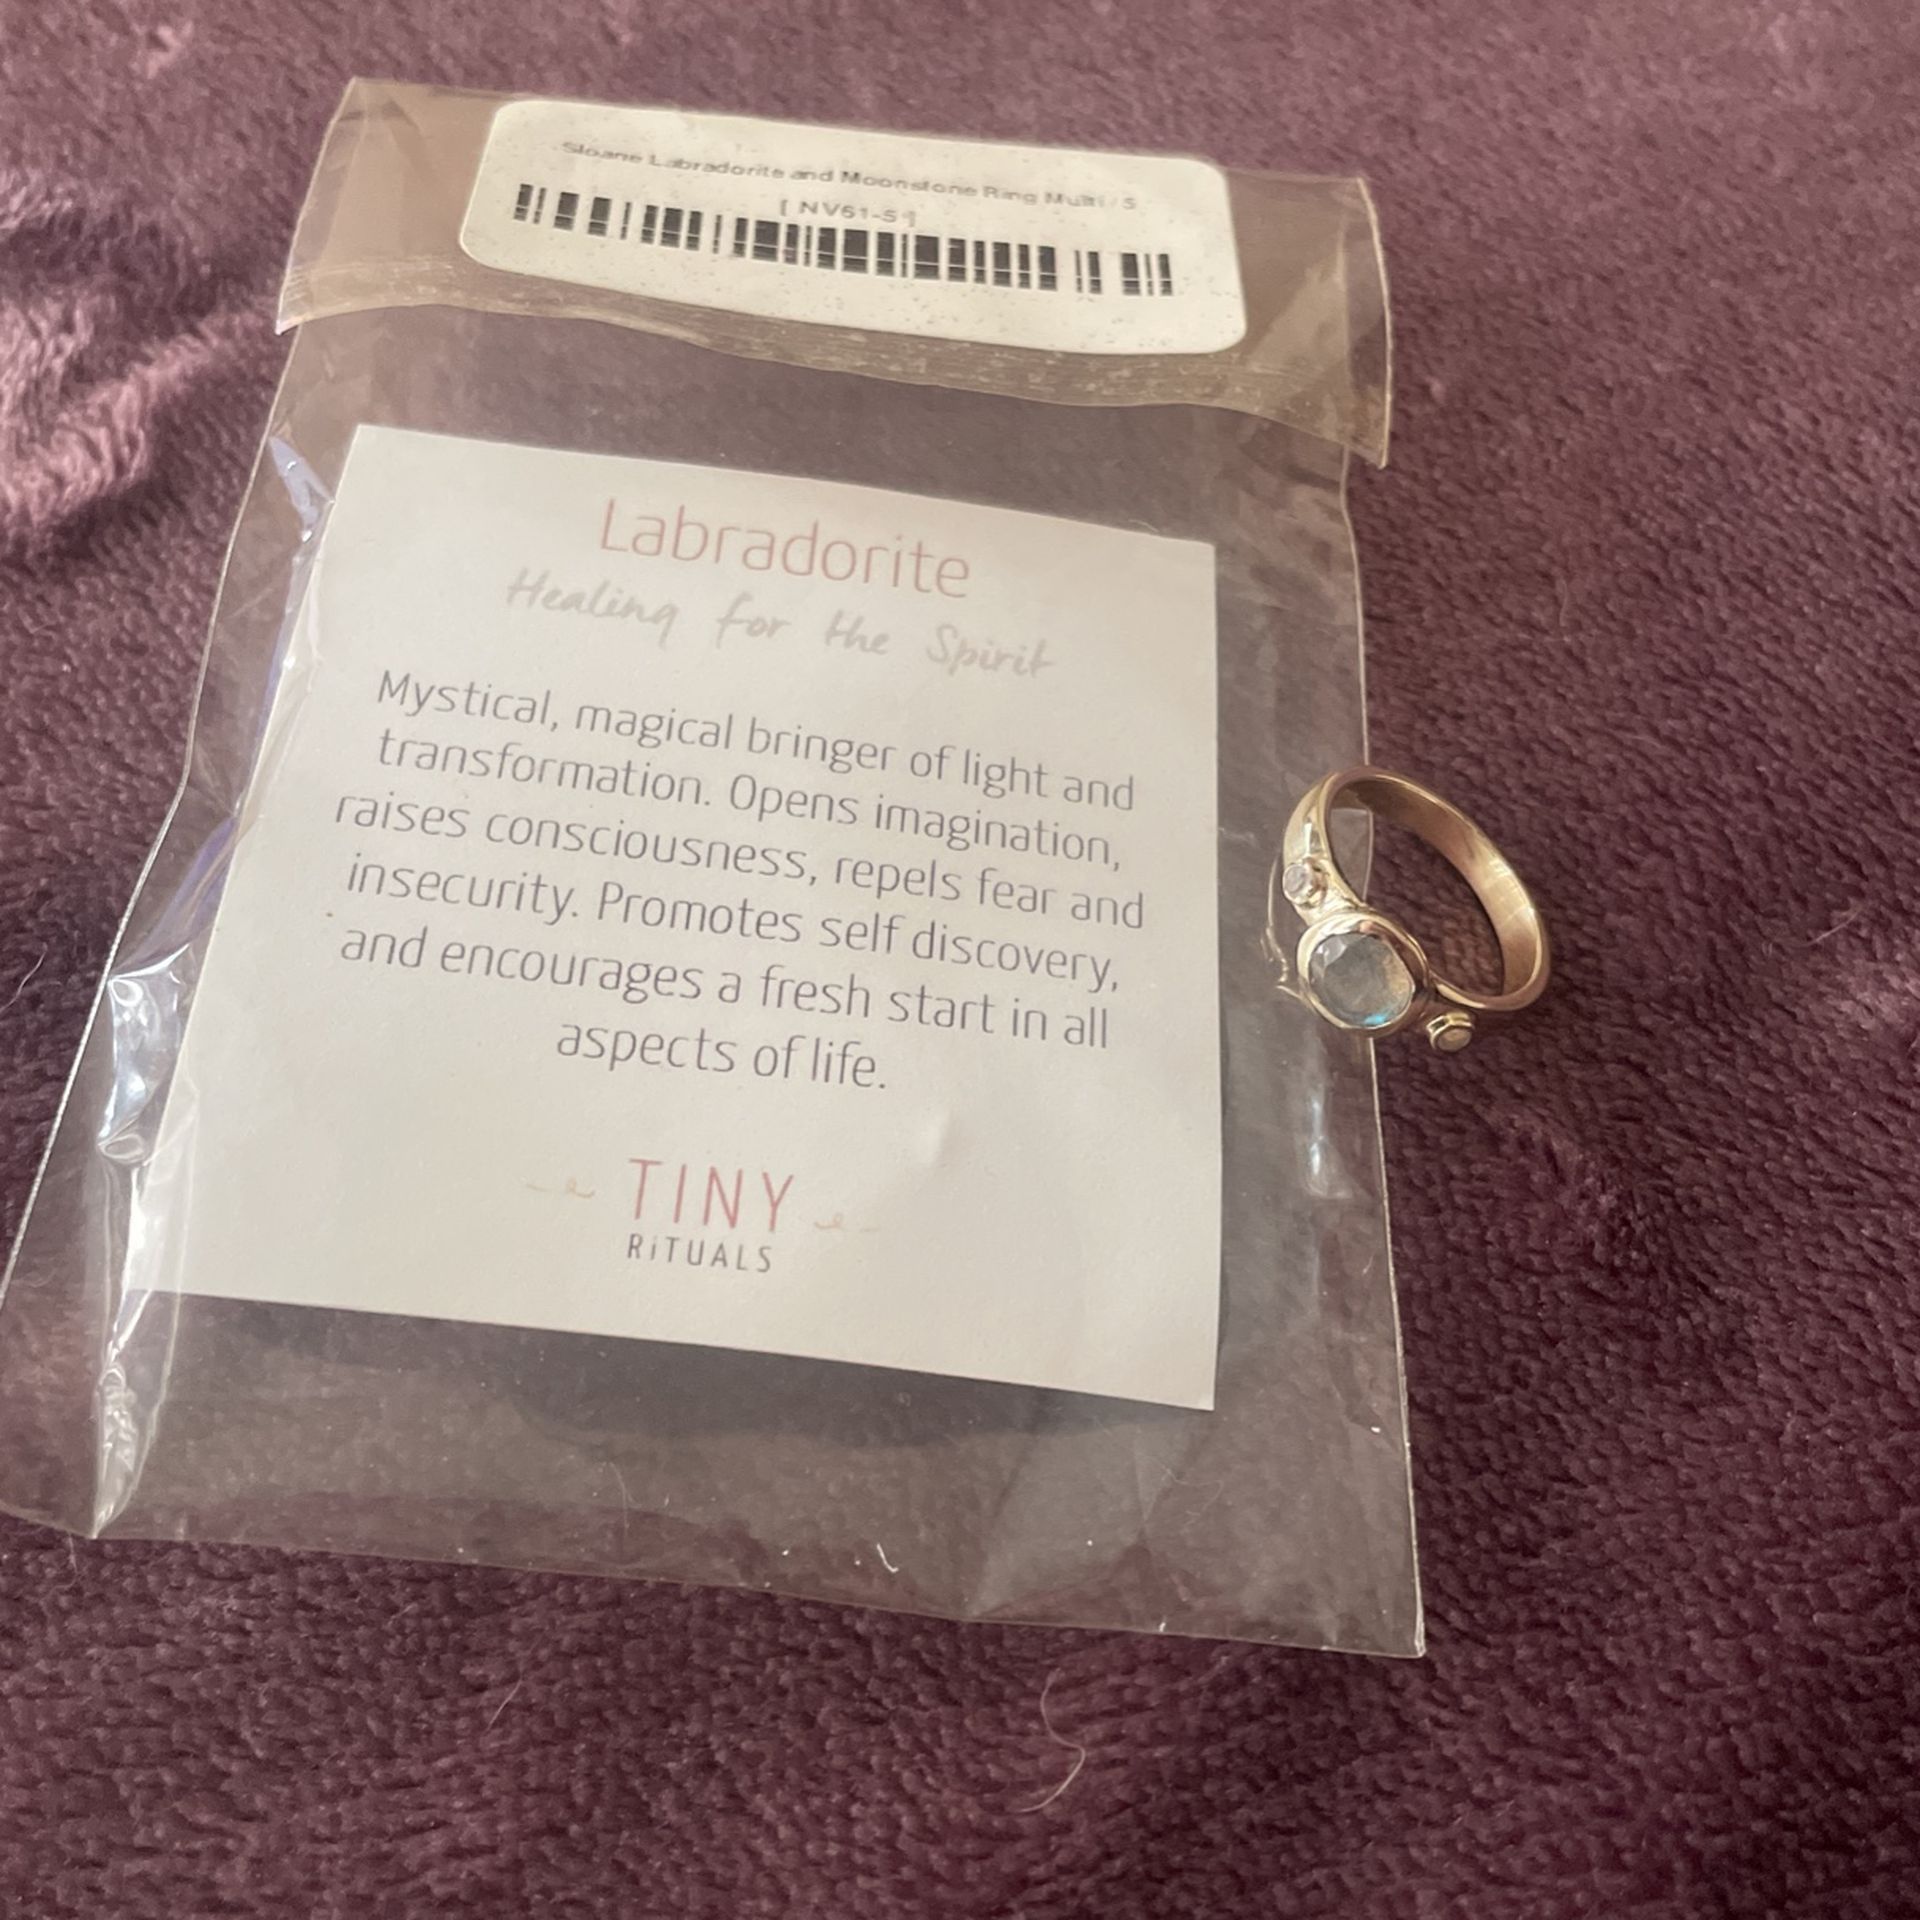 Sloane Labradorite and Moonstone Ring Multi / 5
[ NV61-5 ]
Labradorite
Healing for the Spirit
Mystical, magical bringer of light and
transformation. Opens imagination,
raises consciousness, repels fear and
insecurity. Promotes self discovery,
and encourages a fresh start in all
aspects of life.
TINY
RiTUALS